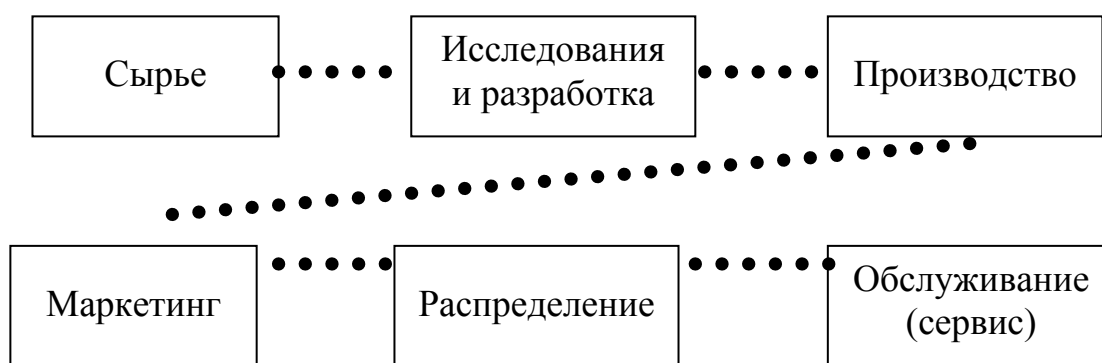 Сырье
Исследования
и разработка
Производство
Маркетинг
Распределение
Обслуживание
(сервис)